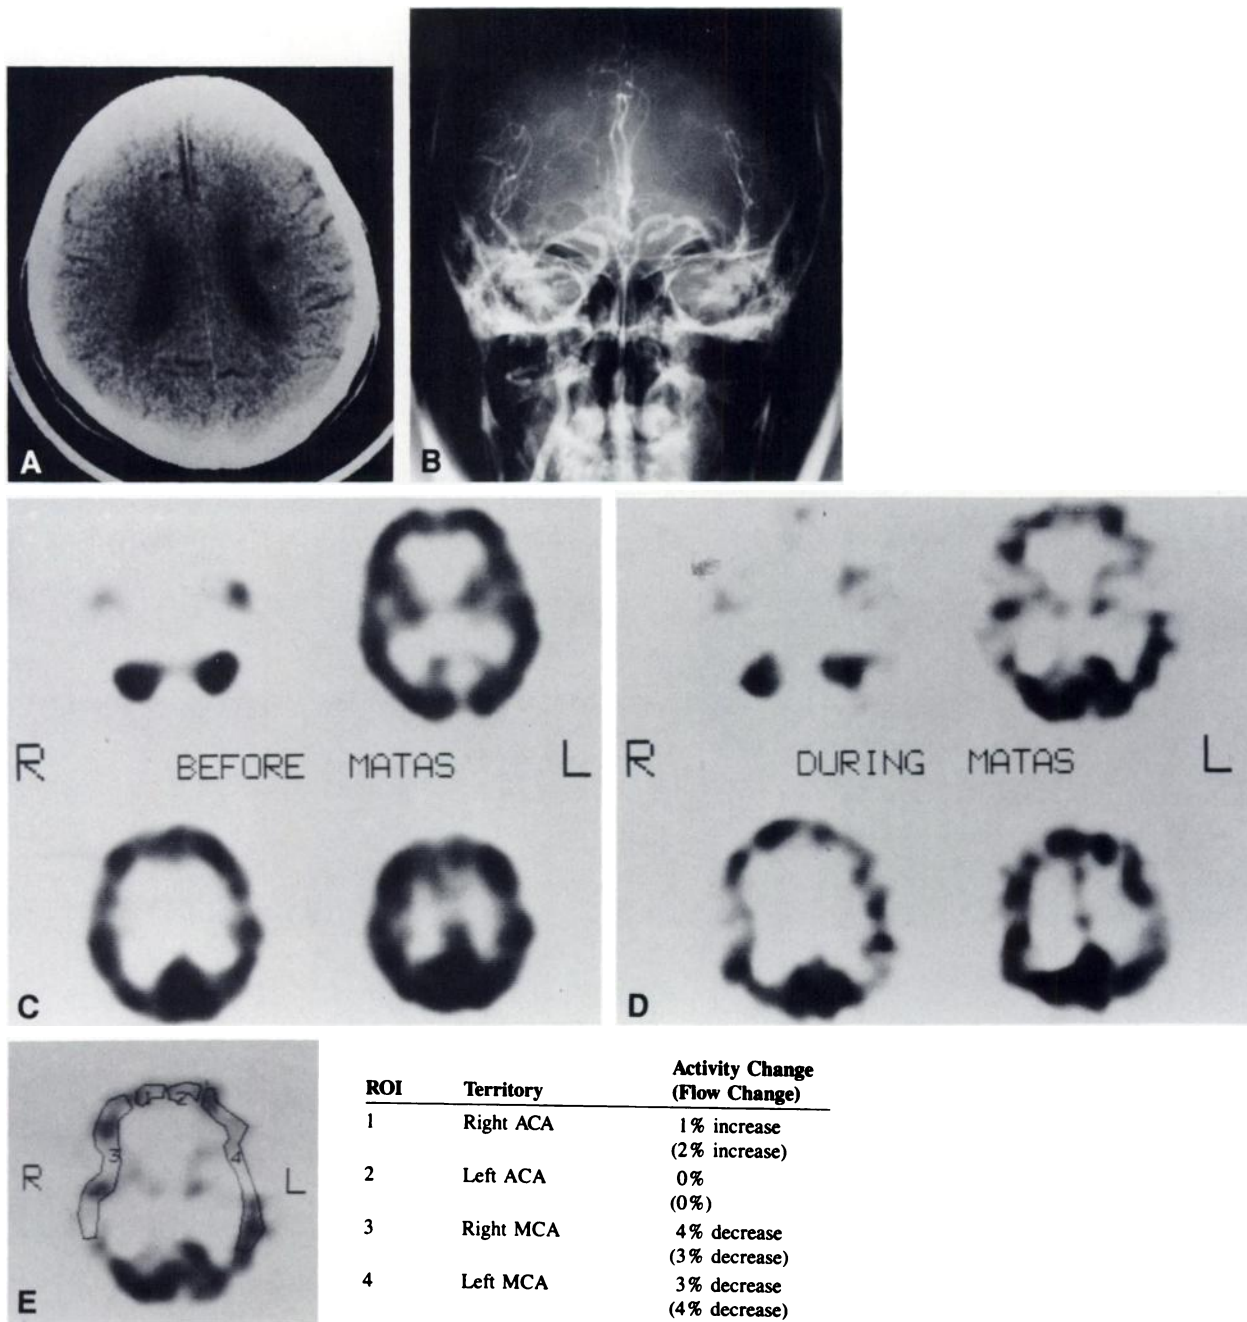 A
B
R BEFORE MATAS L
C
R DURING MATAS L
D
R L
1 2
3 4
E
ROI Territory Activity Change
(Flow Change)
1 Right ACA 1% increase
(2% increase)
2 Left ACA 0%
(0%)
3 Right MCA 4% decrease
(3% decrease)
4 Left MCA 3% decrease
(4% decrease)